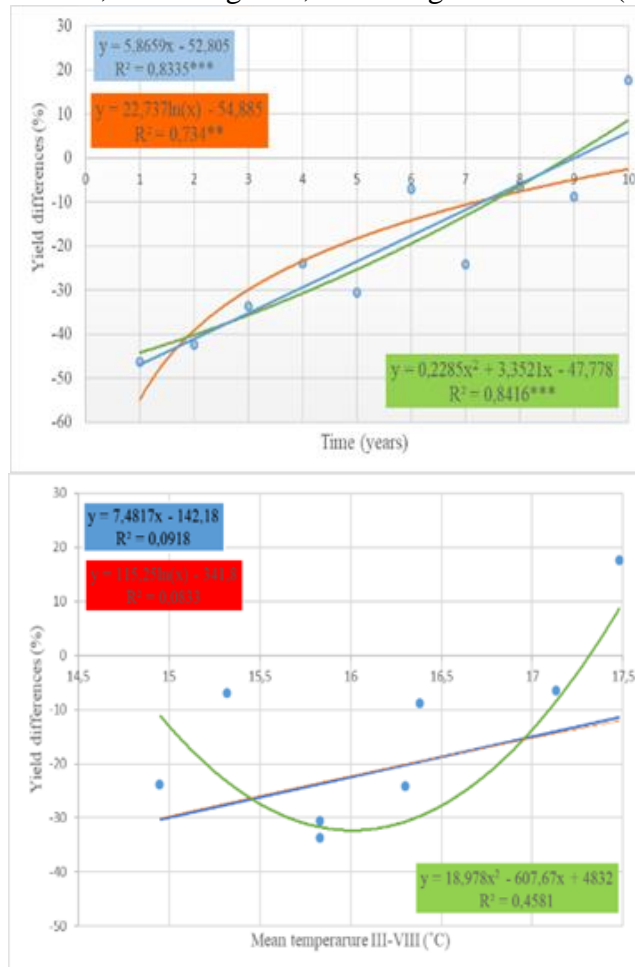 30
20
10
0
-10
-20
-30
-40
-50
-60
0 1 2 3 4 5 6 7 8 9 10
Yield differences (%)
Time (years)
y = 5,8659x - 52,805
R² = 0,8335***
y = 22,737ln(x) - 54,885
R² = 0,734**
y = 0,2285x² + 3,3521x - 47,778
R² = 0,8416***
30
20
10
0
-10
-20
-30
-40
-50
14,5 15 15,5 16 16,5 17 17,5
Yield differences (%)
Mean temperarure III-VIII (˚C)
y = 7,4817x - 142,18
R² = 0,0918
R² = 0,0833
y = 18,978x² - 607,67x + 4832
R² = 0,4581